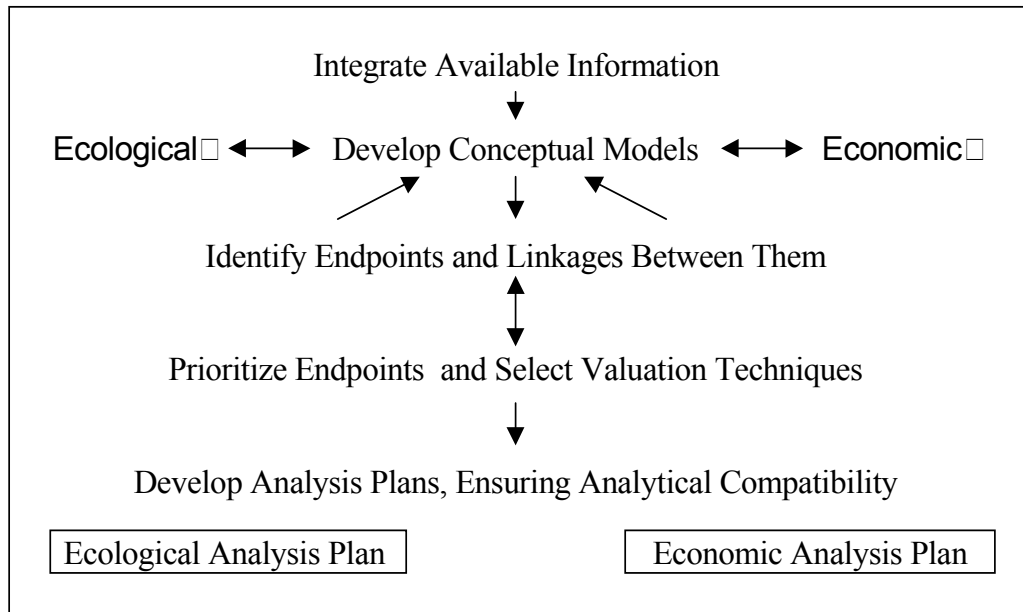 Integrate Available Information
Ecological□ Develop Conceptual Models Economic□
Identify Endpoints and Linkages Between Them
Prioritize Endpoints and Select Valuation Techniques
Develop Analysis Plans, Ensuring Analytical Compatibility
Ecological Analysis Plan Economic Analysis Plan